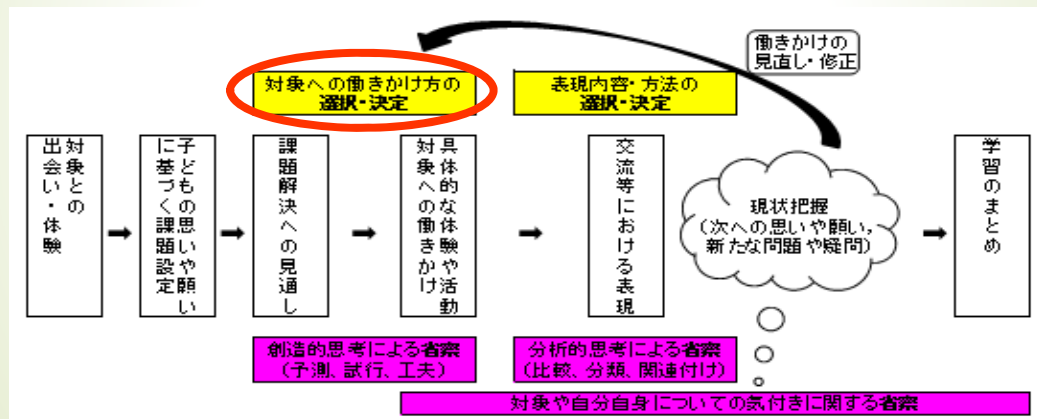 働きかけの
見直し・修正
対象への働きかけ方の
選択・決定
表現内容・方法の
選択・決定
対象との
出会い・体験
子どもの思いや願い
に基づく課題設定
課題解決への見通し
具体的な体験や活動
対象への働きかけ
交流等における表現
現状把握
(次への思いや願い,
新たな問題や疑問)
学習のまとめ
創造的思考による省察
(予測、試行、工夫)
分析的思考による省察
(比較、分類、関連付け)
対象や自分自身についての気付きに関する省察